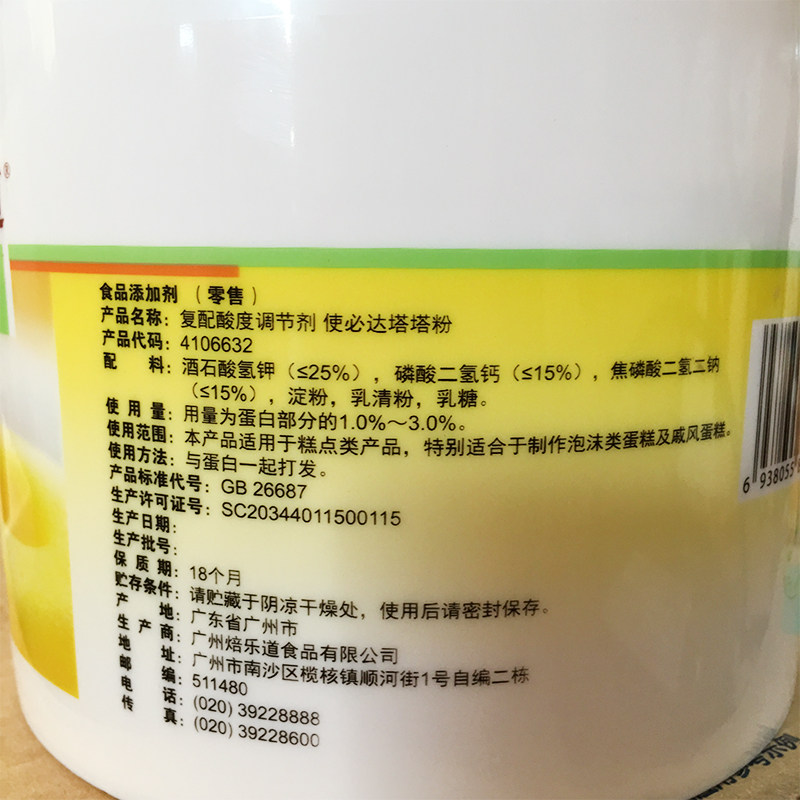 ®
食品添加剂 （零售）
产品名称：复配酸度调节剂 使必达塔塔粉
产品代码：4106632
配 料：酒石酸氢钾（≤25%），磷酸二氢钙（≤15%），焦磷酸二氢二钠
（≤15%），淀粉，乳清粉，乳糖。
使 用 量：用量为蛋白部分的1.0%～3.0%。
使用范围：本产品适用于糕点类产品，特别适合于制作泡沫类蛋糕及戚风蛋糕。
使用方法：与蛋白一起打发。
产品标准代号：GB 26687
生产许可证号：SC20344011500115
生产日期：
生产批号：
保 质 期：18个月
贮存条件：请贮藏于阴凉干燥处，使用后请密封保存。
产 地：广东省广州市
生 产 商：广州焙乐道食品有限公司
地 址：广州市南沙区榄核镇顺河街1号自编二栋
邮 编：511480
电 话：(020) 39228888
传 真：(020) 39228600
6 938055